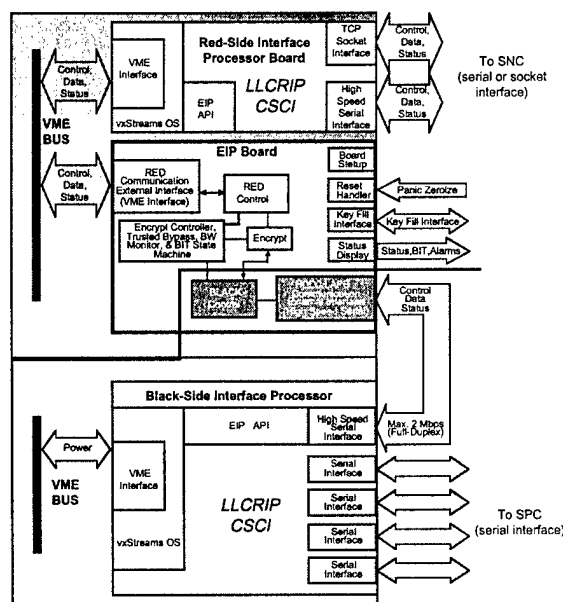 Red-Side Interface
Processor Board
TCP
Socket
Interface
Control,
Data,
Status
VME
Interface
LLCRIP
CSCI
EIP
API
High
Speed
Serial
Interface
Control,
Data,
Status
vxStreams OS
Control,
Data,
Status
To SNC
(serial or socket
interface)
VME
BUS
EIP Board
Control,
Data,
Status
RED
Communication
External Interface
(VME Interface)
RED
Control
Encrypt Controller,
Trusted Bypass, BW
Monitor, & BIT State
Machine
Encrypt
Board
Setup
Reset
Handler
Panic Zeroize
Key Fill
Interface
Key Fill Interface
Status
Display
Status,BIT,Alarms
Control
Data
Status
Black-Side Interface Processor
EIP API
High Speed
Serial
Interface
Max. 2 Mbps
(Full-Duplex)
Power
VME
BUS
VME
Interface
LLCRIP
CSCI
vxStreams OS
Serial
Interface
Serial
Interface
Serial
Interface
Serial
Interface
To SPC
(serial interface)